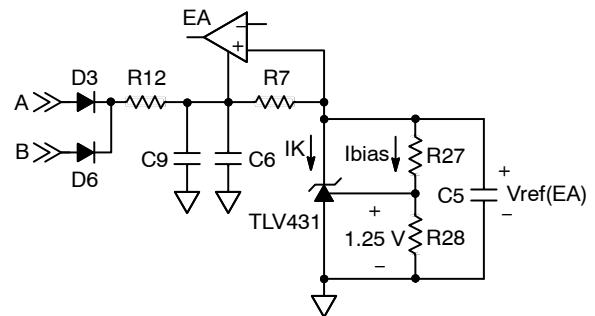 EA
−
+
D3
R12
R7
A
B
D6
C9
C6
IK
Ibias
R27
C5
+
Vref(EA)
−
TLV431
+
1.25 V
−
R28